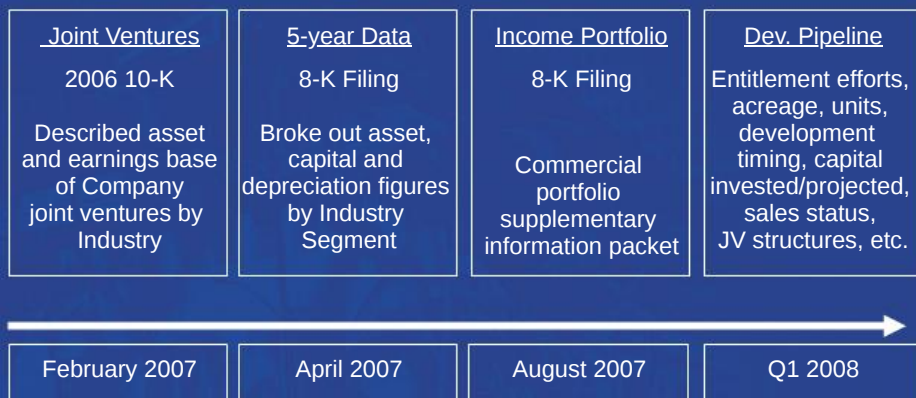 Joint Ventures
2006 10-K
Described asset
and earnings base
of Company
joint ventures by
Industry
5-year Data
8-K Filing
Broke out asset,
capital and
depreciation figures
by Industry
Segment
Income Portfolio
8-K Filing
Commercial
portfolio
supplementary
information packet
Dev. Pipeline
Entitlement efforts,
acreage, units,
development
timing, capital
invested/projected,
sales status,
JV structures, etc.
February 2007
April 2007
August 2007
Q1 2008